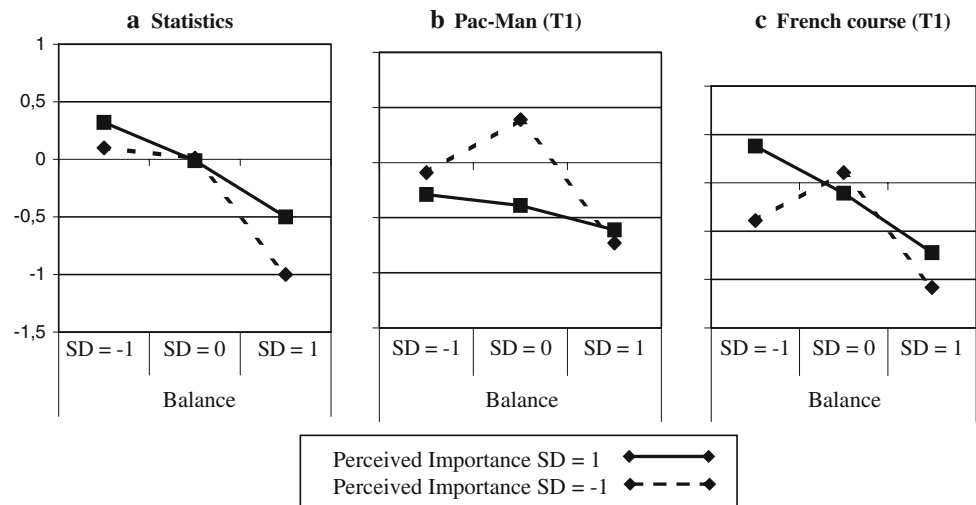 a Statistics
b Pac-Man (T1)
c French course (T1)
1
0,5
0
-0,5
-1
-1,5
SD = -1 SD = 0 SD = 1
Balance
SD = -1 SD = 0 SD = 1
Balance
SD = -1 SD = 0 SD = 1
Balance
Perceived Importance SD = 1
Perceived Importance SD = -1